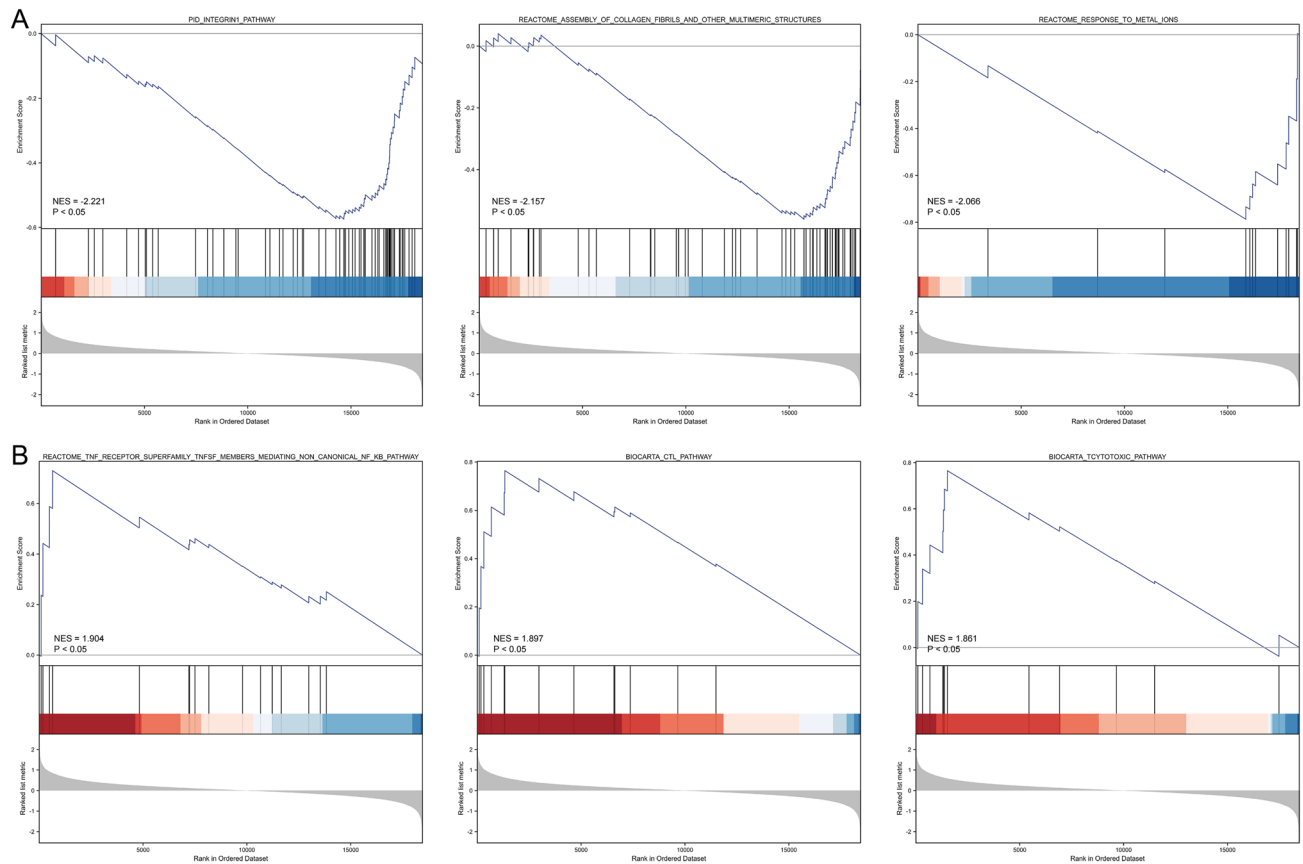 A
PID_INTEGRIN1_PATHWAY
0.0
-0.2
-0.4
-0.6
Enrichment Score
NES = -2.221
P < 0.05
2
1
0
-1
-2
Ranked list metric
5000 10000 15000
Rank in Ordered Dataset
REACTOME_ASSEMBLY_OF_COLLAGEN_FIBRILS_AND_OTHER_MULTIMERIC_STRUCTURES
0.0
-0.2
-0.4
Enrichment Score
NES = -2.157
P < 0.05
2
1
0
-1
-2
Ranked list metric
5000 10000 15000
Rank in Ordered Dataset
REACTOME_RESPONSE_TO_METAL_IONS
0.0
-0.2
-0.4
-0.6
-0.8
Enrichment Score
NES = -2.066
P < 0.05
2
1
0
-1
-2
Ranked list metric
5000 10000 15000
Rank in Ordered Dataset
B
REACTOME_TNF_RECEPTOR_SUPERFAMILY_TNFSF_MEMBERS_MEDIATING_NON_CANONICAL_NF_KB_PATHWAY
0.6
0.4
0.2
0.0
Enrichment Score
NES = 1.904
P < 0.05
2
1
0
-1
-2
Ranked list metric
5000 10000 15000
Rank in Ordered Dataset
BIOCARTA_CTL_PATHWAY
0.8
0.6
0.4
0.2
0.0
Enrichment Score
NES = 1.897
P < 0.05
2
1
0
-1
-2
Ranked list metric
5000 10000 15000
Rank in Ordered Dataset
BIOCARTA_TCYTOTOXIC_PATHWAY
0.8
0.6
0.4
0.2
0.0
Enrichment Score
NES = 1.861
P < 0.05
2
1
0
-1
-2
Ranked list metric
5000 10000 15000
Rank in Ordered Dataset